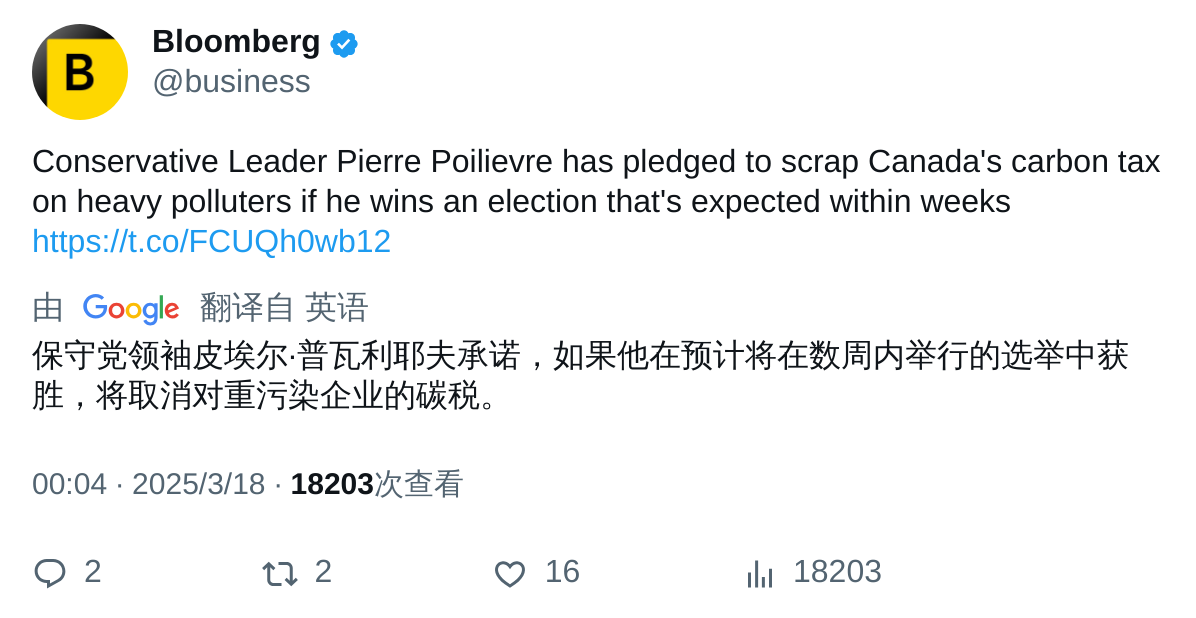 B
Bloomberg
@business
Conservative Leader Pierre Poilievre has pledged to scrap Canada's carbon tax
on heavy polluters if he wins an election that's expected within weeks
https://t.co/FCUQh0wb12
由 Google 翻译自 英语
保守党领袖皮埃尔·普瓦利耶夫承诺，如果他在预计将在数周内举行的选举中获
胜，将取消对重污染企业的碳税。
00:04 · 2025/3/18 · 18203次查看
2 2 16 18203